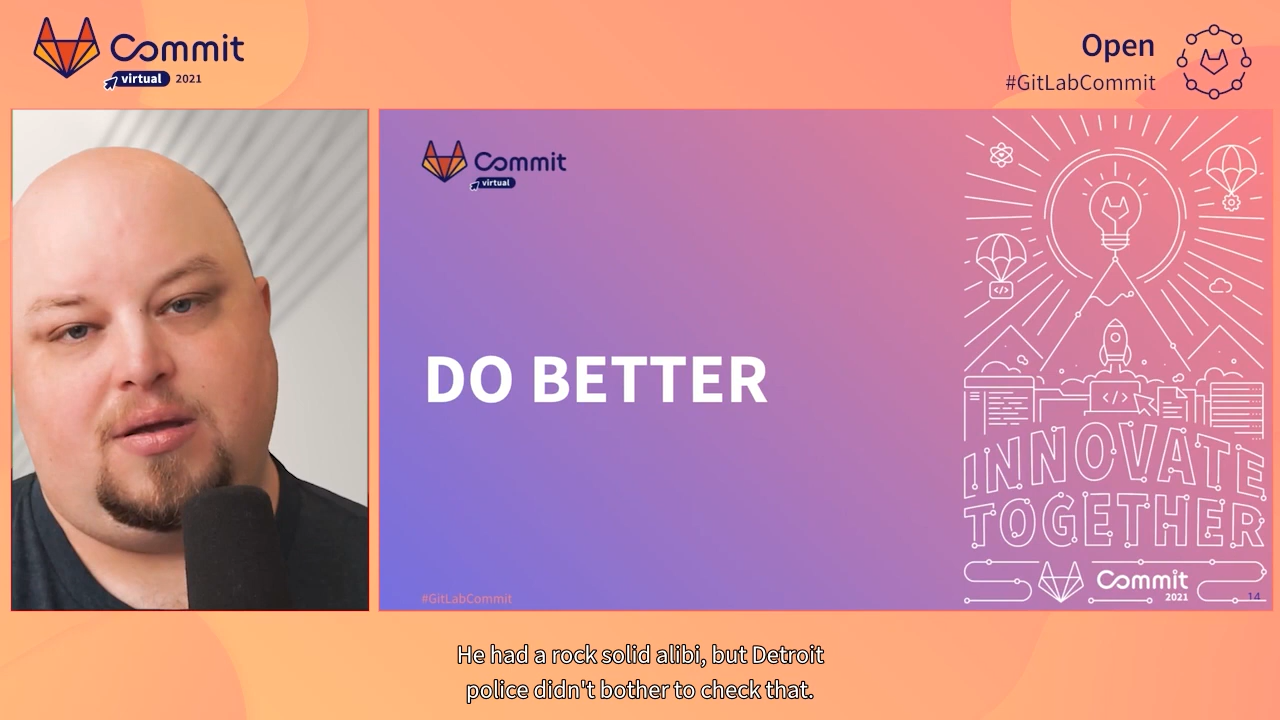 Commit
virtual 2021
Open
#GitLabCommit
Commit
virtual
DO BETTER
INNOVATE
TOGETHER
Commit
2021
14
#GitLabCommit
He had a rock solid alibi, but Detroit
police didn't bother to check that.